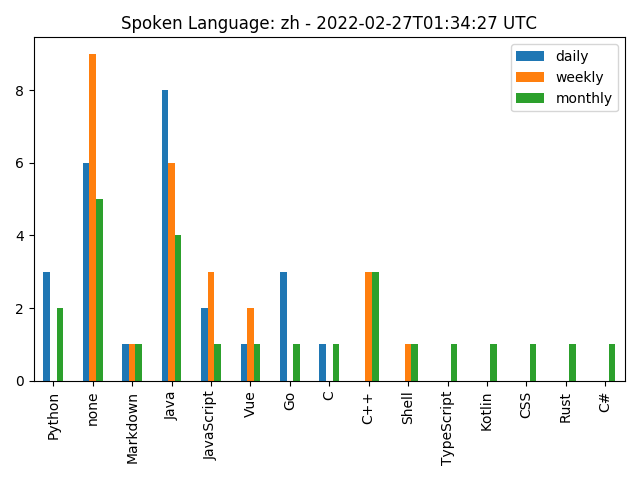 Spoken Language: zh - 2022-02-27T01:34:27 UTC
daily
weekly
monthly
8
6
4
2
0
Python
none
Markdown
Java
JavaScript
Vue
Go
C
C++
Shell
TypeScript
Kotlin
CSS
Rust
C#